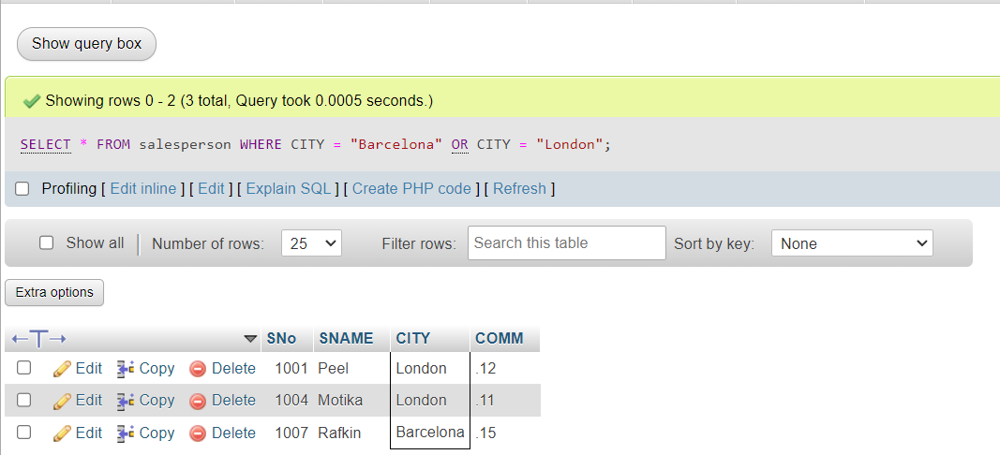 Show query box
Showing rows 0 - 2 (3 total, Query took 0.0005 seconds.)
SELECT * FROM salesperson WHERE CITY = "Barcelona" OR CITY = "London";
Profiling [ Edit inline ] [ Edit ] [ Explain SQL ] [ Create PHP code ] [ Refresh ]
Show all Number of rows: 25 Filter rows: Search this table Sort by key: None
Extra options
←T→ SNo SNAME CITY COMM
Edit Copy Delete 1001 Peel London .12
Edit Copy Delete 1004 Motika London .11
Edit Copy Delete 1007 Rafkin Barcelona .15